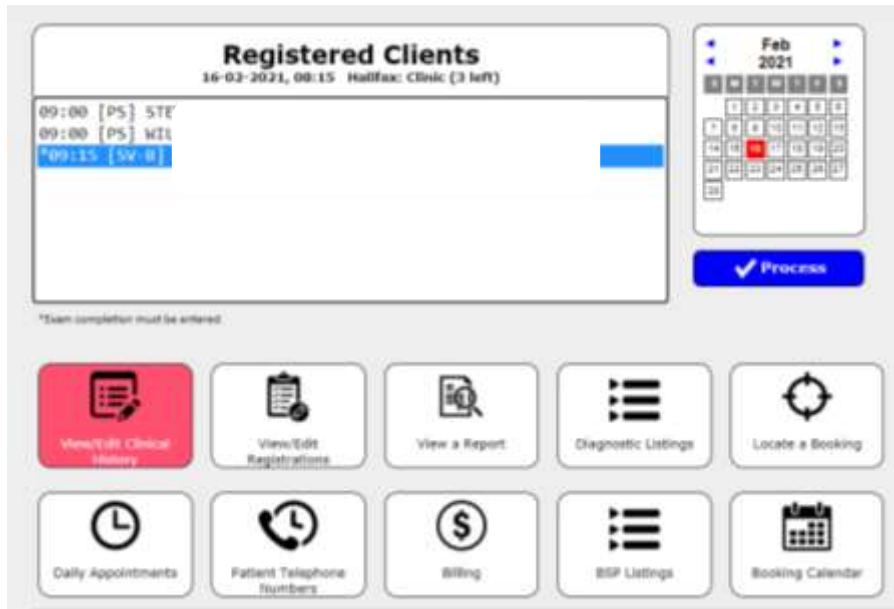 Registered Clients
16-02-2021, 08:15 Halifax: Clinic (3 left)
09:00 [PS] STE
09:00 [PS] WIL
*09:15 [SV-B]
*Exam completion must be entered
Feb
2021
S M T W T F S
1 2 3 4 5 6
7 8 9 10 11 12 13
14 15 16 17 18 19 20
21 22 23 24 25 26 27
28
Process
View/Edit Clinical
History
View/Edit
Registrations
View a Report
Diagnostic Listings
Locate a Booking
Daily Appointments
Patient Telephone
Numbers
Billing
BSP Listings
Booking Calendar